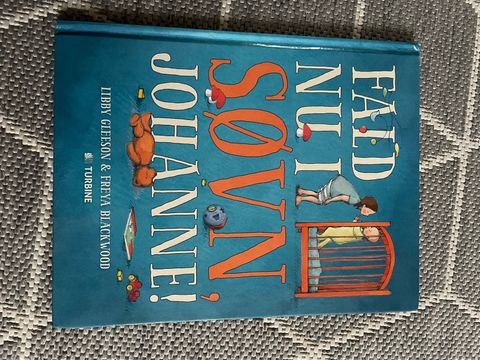 FALD
NU I
SØVN,
JOHANNE!
LIBBY GLEESON & FREYA BLACKWOOD
TURBINE